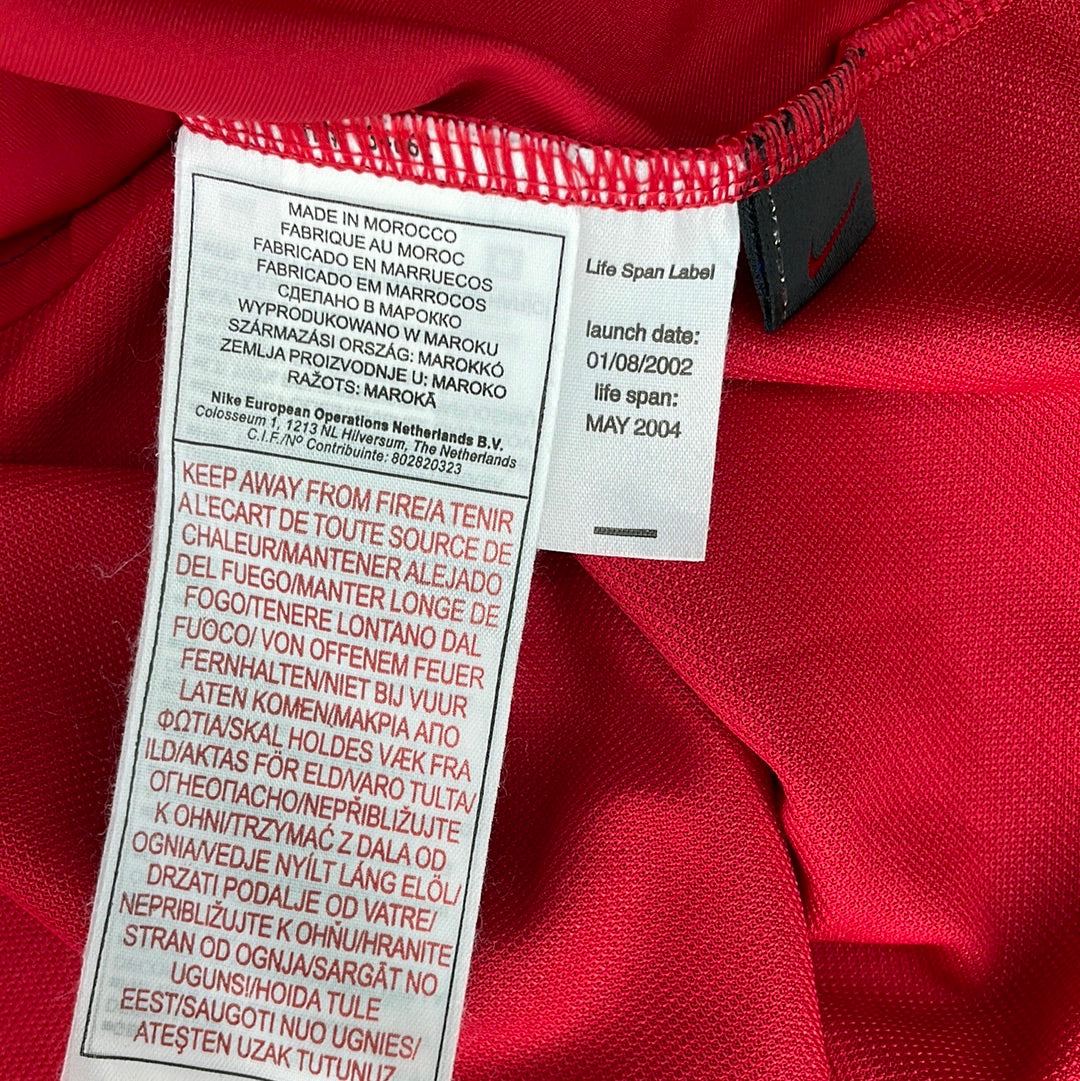 MADE IN MOROCCO
FABRIQUE AU MOROC
FABRICADO EN MARRUECOS
FABRICADO EM MARROCOS
СДЕЛАНО В МАРОККО
WYPRODUKOWANO W MAROKU
SZÁRMAZÁSI ORSZÁG: MAROKKÓ
ZEMLJA PROIZVODNJE U: MAROKO
RAŽOTS: MAROKĀ
Nike European Operations Netherlands B.V.
Colosseum 1, 1213 NL Hilversum, The Netherlands
C.I.F./Nº Contribuinte: 802820323
KEEP AWAY FROM FIRE/A TENIR
A L'ECART DE TOUTE SOURCE DE
CHALEUR/MANTENER ALEJADO
DEL FUEGO/MANTER LONGE DE
FOGO/TENERE LONTANO DAL
FUOCO/ VON OFFENEM FEUER
FERNHALTEN/NIET BIJ VUUR
LATEN KOMEN/ΜΑΚΡΙΑ ΑΠΟ
ΦΩΤΙΑ/SKAL HOLDES VÆK FRA
ILD/AKTAS FÖR ELD/VARO TULTA/
ОГНЕОПАСНО/NEPŘIBLIŽUJTE
K OHNI/TRZYMAĆ Z DALA OD
OGNIA/VEDJE NYÍLT LÁNG ELÖL/
DRZATI PODALJE OD VATRE/
NEPRIBLIŽUJTE K OHŇU/HRANITE
STRAN OD OGNJA/SARGĀT NO
UGUNSI/HOIDA TULE
EEST/SAUGOTI NUO UGNIES/
ATEŞTEN UZAK TUTUNUZ
Life Span Label
launch date:
01/08/2002
life span:
MAY 2004